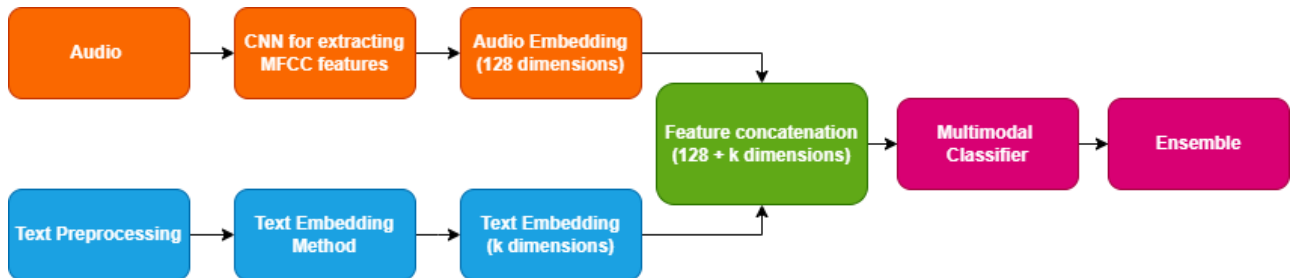 Audio
CNN for extracting
MFCC features
Audio Embedding
(128 dimensions)
Feature concatenation
(128 + k dimensions)
Multimodal
Classifier
Ensemble
Text Preprocessing
Text Embedding
Method
Text Embedding
(k dimensions)